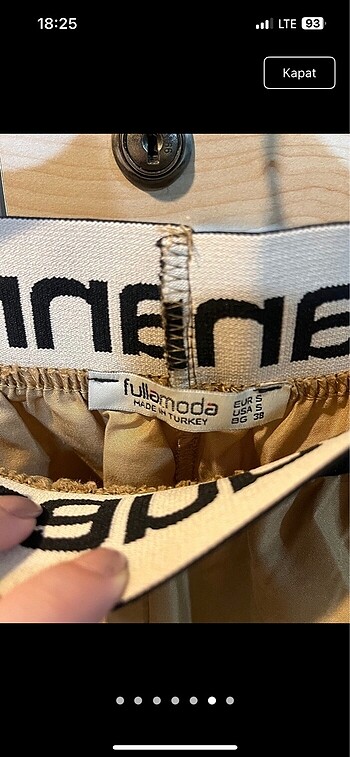 18:25
LTE 93
Kapat
fullamoda
MADE IN TURKEY
EUR S
USA S
BG 38